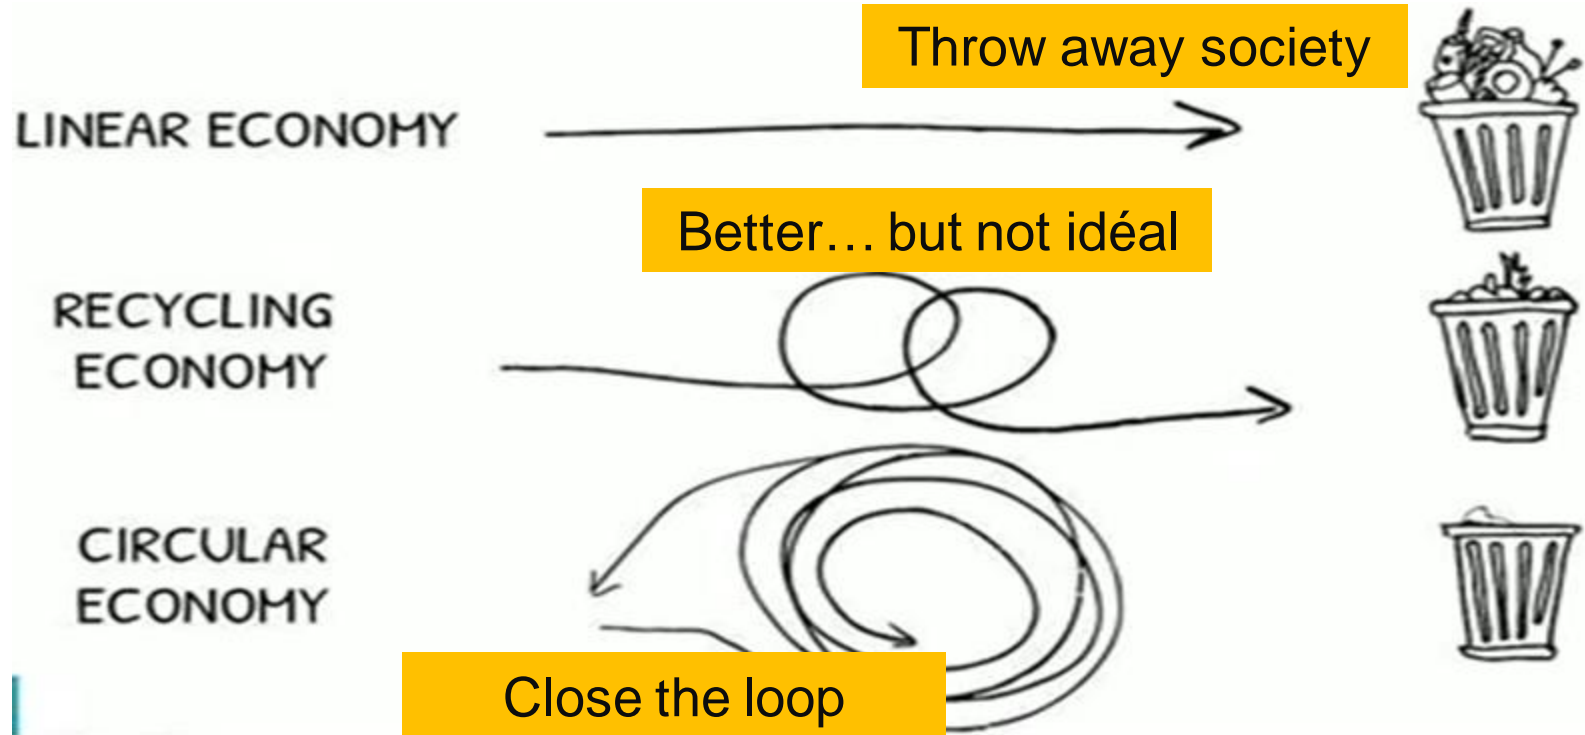 Throw away society
LINEAR ECONOMY
Better… but not idéal
RECYCLING
ECONOMY
CIRCULAR
ECONOMY
Close the loop